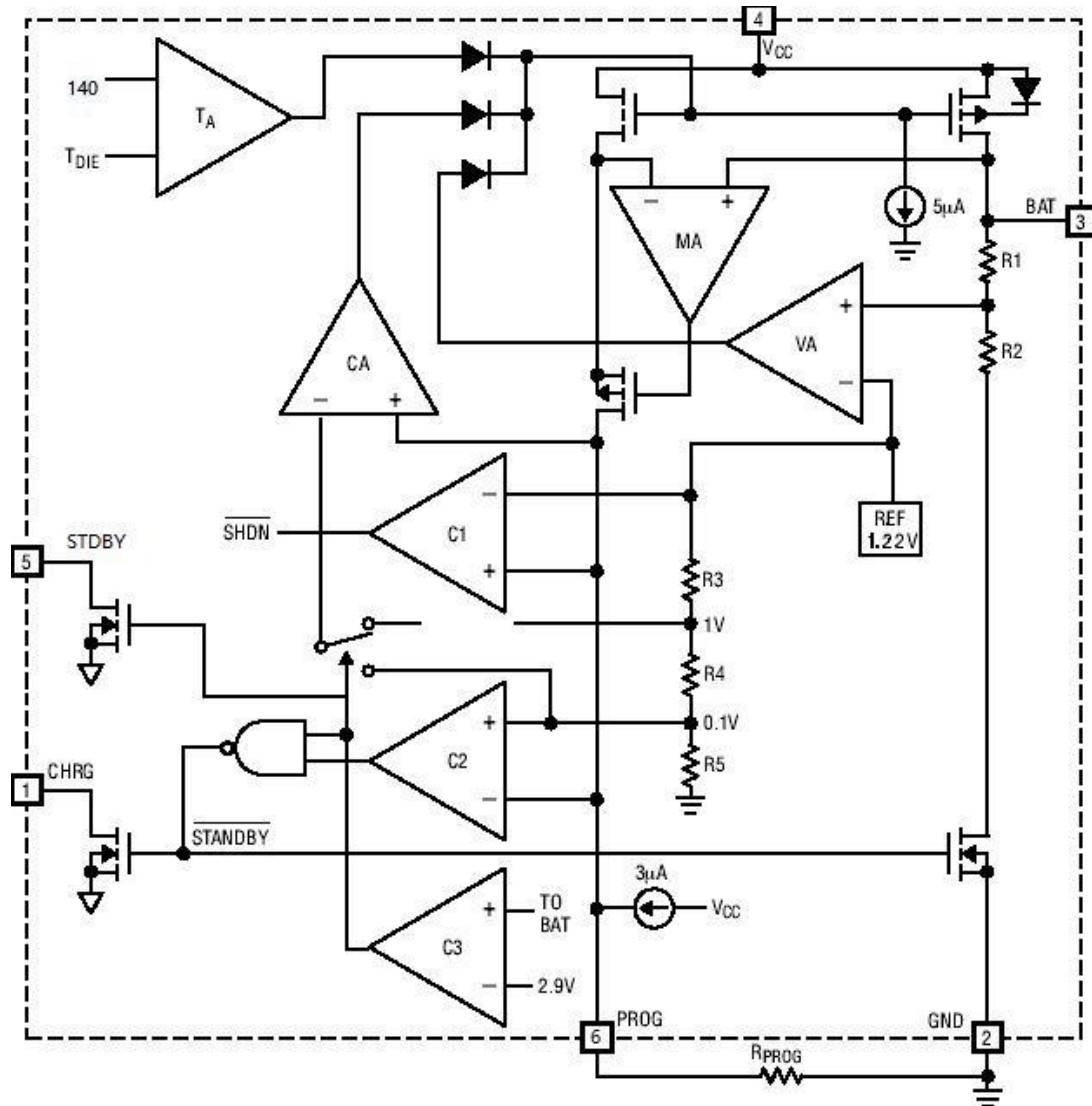 4
VCC
140
TA
TDIE
5μA
BAT
3
− +
MA
R1
+
VA
−
R2
CA
− +
−
C1
+
SHDN
REF
1.22V
STDBY
5
R3
1V
R4
0.1V
+
C2
−
R5
CHRG
1
STANDBY
3μA
VCC
+
TO
BAT
C3
−
2.9V
PROG
6
GND
2
RPROG